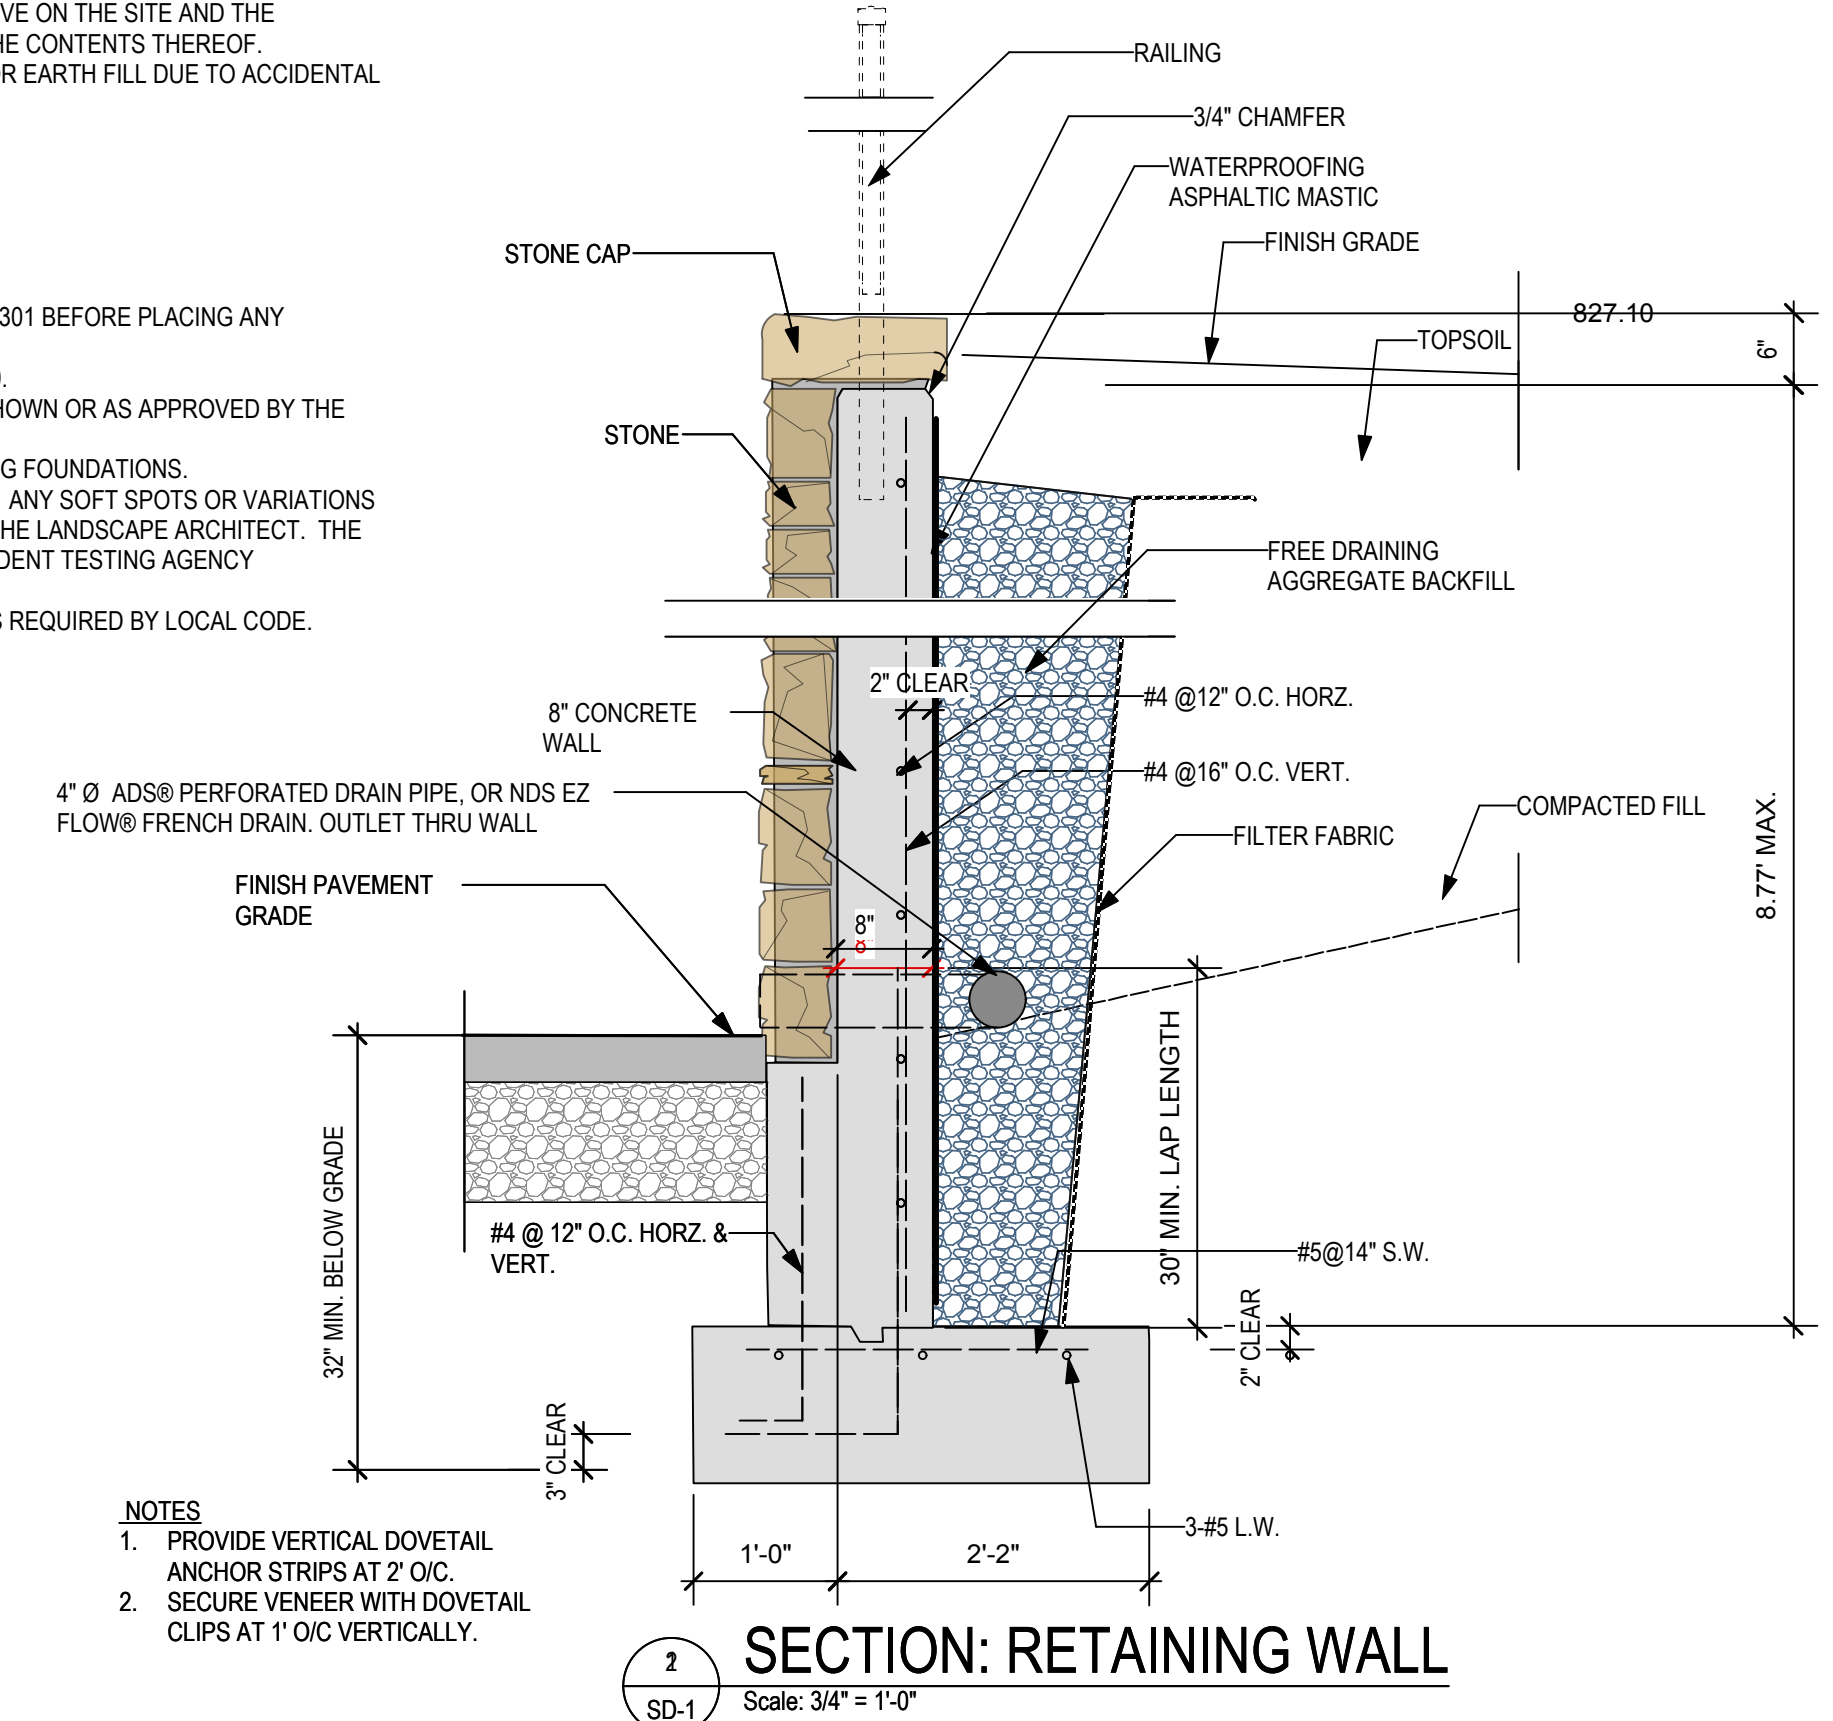 VE ON THE SITE AND THE
HE CONTENTS THEREOF.
OR EARTH FILL DUE TO ACCIDENTAL
301 BEFORE PLACING ANY
).
HOWN OR AS APPROVED BY THE
G FOUNDATIONS.
ANY SOFT SPOTS OR VARIATIONS
HE LANDSCAPE ARCHITECT. THE
DENT TESTING AGENCY
S REQUIRED BY LOCAL CODE.
RAILING
3/4" CHAMFER
WATERPROOFING
ASPHALTIC MASTIC
FINISH GRADE
STONE CAP
827.10
TOPSOIL
6"
STONE
FREE DRAINING
AGGREGATE BACKFILL
2" CLEAR
#4 @12" O.C. HORZ.
8" CONCRETE
WALL
#4 @16" O.C. VERT.
4" Ø ADS® PERFORATED DRAIN PIPE, OR NDS EZ
FLOW® FRENCH DRAIN. OUTLET THRU WALL
COMPACTED FILL
FILTER FABRIC
8.77' MAX.
FINISH PAVEMENT
GRADE
8"
8
30" MIN. LAP LENGTH
32" MIN. BELOW GRADE
#4 @ 12" O.C. HORZ. &
VERT.
#5@14" S.W.
2" CLEAR
3" CLEAR
3-#5 L.W.
NOTES
1. PROVIDE VERTICAL DOVETAIL
ANCHOR STRIPS AT 2' O/C.
2. SECURE VENEER WITH DOVETAIL
CLIPS AT 1' O/C VERTICALLY.
1'-0"
2'-2"
SECTION: RETAINING WALL
SD-1
Scale: 3/4" = 1'-0"